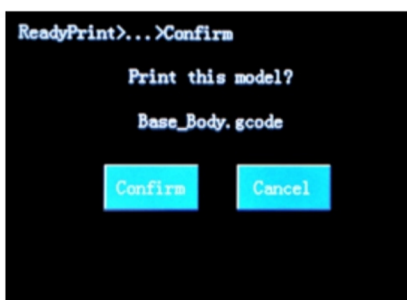 ReadyPrint>...>Confirm
Print this model?
Base_Body.gcode
Confirm Cancel